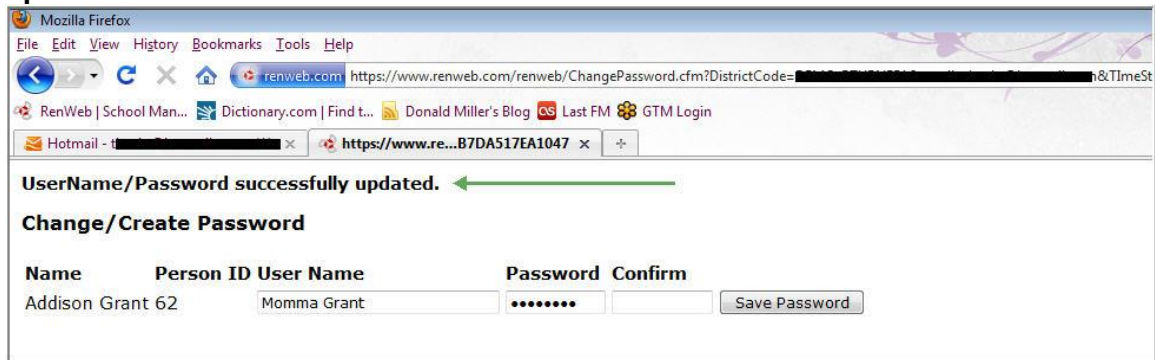 Mozilla Firefox
File Edit View History Bookmarks Tools Help
renweb.com https://www.renweb.com/renweb/ChangePassword.cfm?DistrictCode= h&TImeSt
RenWeb | School Man... Dictionary.com | Find t... Donald Miller's Blog Last FM GTM Login
Hotmail - t https://www.re...B7DA517EA1047
UserName/Password successfully updated.
Change/Create Password
Name Person ID User Name Password Confirm
Addison Grant 62 Momma Grant •••••••• Save Password